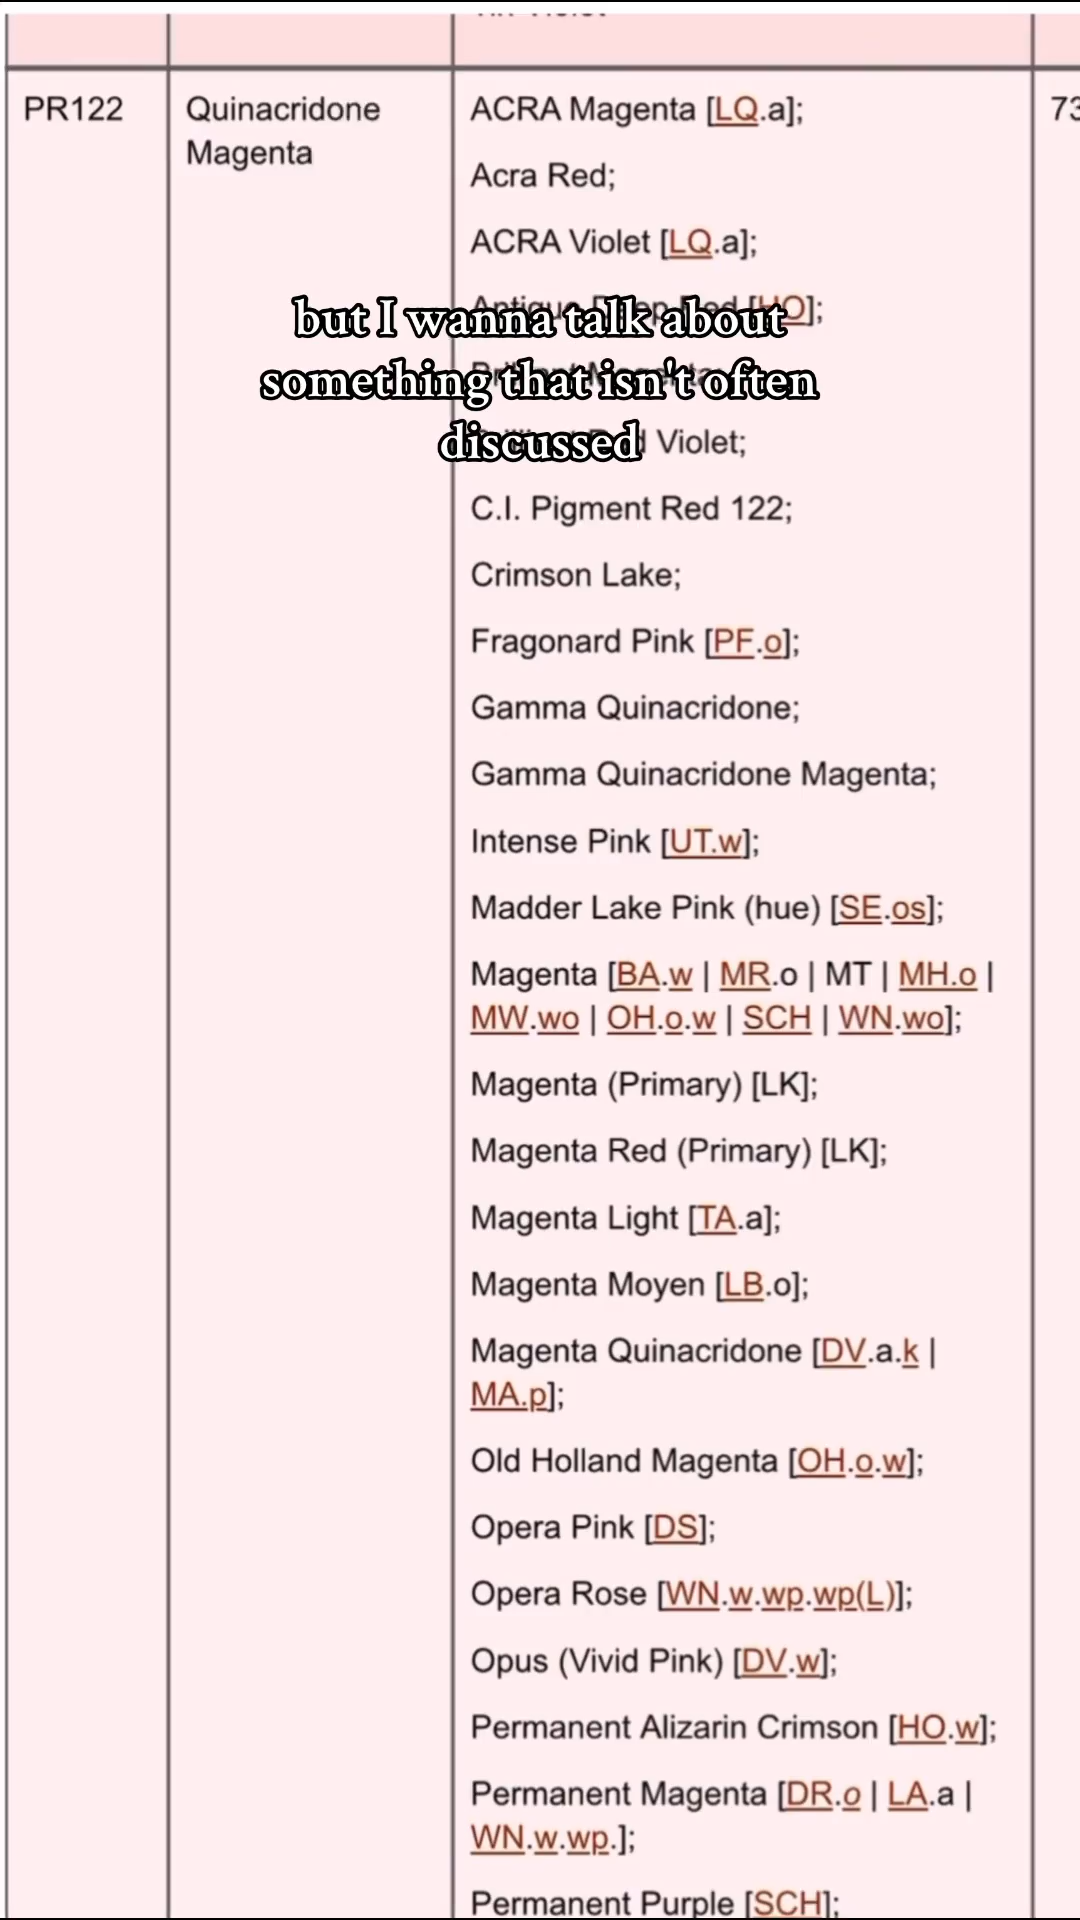 PR122
Quinacridone
Magenta
ACRA Magenta [LQ.a];
73
Acra Red;
ACRA Violet [LQ.a];
but I wanna talk about
something that isn't often
discussed
Violet;
C.I. Pigment Red 122;
Crimson Lake;
Fragonard Pink [PF.o];
Gamma Quinacridone;
Gamma Quinacridone Magenta;
Intense Pink [UT.w];
Madder Lake Pink (hue) [SE.os];
Magenta [BA.w | MR.o | MT | MH.o |
MW.wo | OH.o.w | SCH | WN.wo];
Magenta (Primary) [LK];
Magenta Red (Primary) [LK];
Magenta Light [TA.a];
Magenta Moyen [LB.o];
Magenta Quinacridone [DV.a.k |
MA.p];
Old Holland Magenta [OH.o.w];
Opera Pink [DS];
Opera Rose [WN.w.wp.wp(L)];
Opus (Vivid Pink) [DV.w];
Permanent Alizarin Crimson [HO.w];
Permanent Magenta [DR.o | LA.a |
WN.w.wp.];
Permanent Purple [SCH];